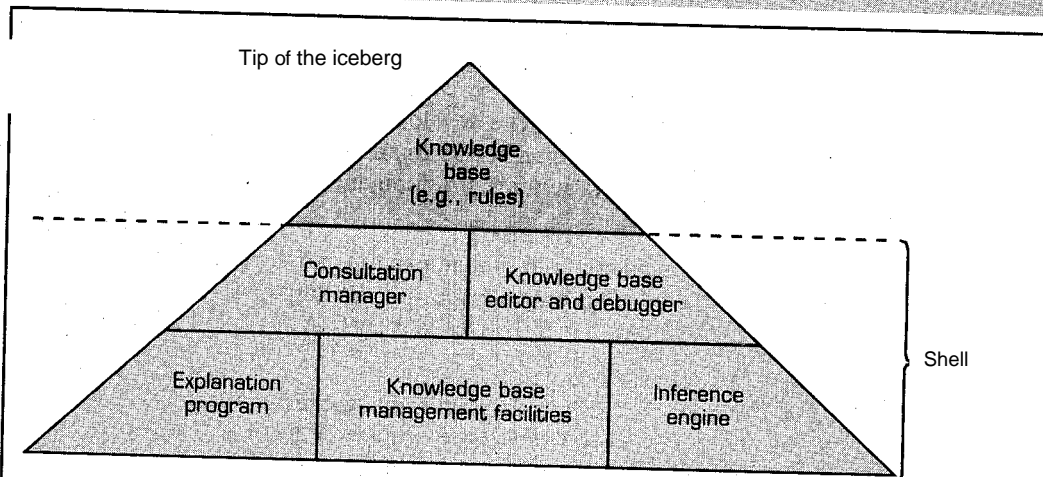 Tip of the iceberg
Knowledge
base
(e.g., rules)
Consultation
manager
Knowledge base
editor and debugger
Shell
Explanation
program
Knowledge base
management facilities
Inference
engine